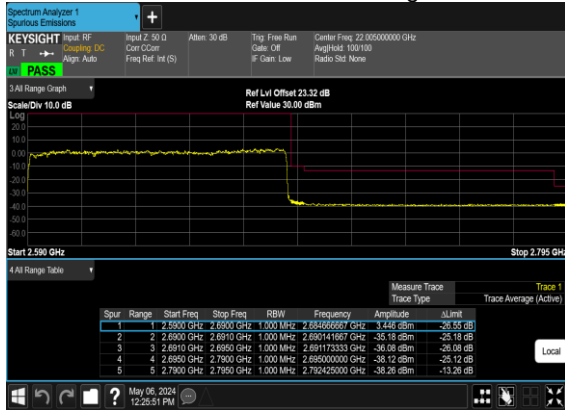 Spectrum Analyzer 1
Spurious Emissions
+
KEYSIGHT Input: RF Input Z: 50 Ω Atten: 30 dB Trig: Free Run Center Freq: 22.005000000 GHz
R T Coupling: DC Corr CCorr Gate: Off Avg|Hold: 100/100
Align: Auto Freq Ref: Int (S) IF Gain: Low Radio Std: None
PASS
3 All Range Graph
Ref Lvl Offset 23.32 dB
Scale/Div 10.0 dB Ref Value 30.00 dBm
Log
20.0
10.0
0.00
-10.0
-20.0
-30.0
-40.0
-50.0
-60.0
Start 2.590 GHz Stop 2.795 GHz
4 All Range Table
Measure Trace Trace 1
Trace Type Trace Average (Active)
Spur Range Start Freq Stop Freq RBW Frequency Amplitude ΔLimit
1 1 2.5900 GHz 2.6900 GHz 1.000 MHz 2.684666667 GHz 3.446 dBm -26.55 dB
2 2 2.6900 GHz 2.6910 GHz 1.000 MHz 2.690141667 GHz -35.18 dBm -25.18 dB
3 3 2.6910 GHz 2.6950 GHz 1.000 MHz 2.691173333 GHz -36.08 dBm -26.08 dB
4 4 2.6950 GHz 2.7900 GHz 1.000 MHz 2.695000000 GHz -38.12 dBm -25.12 dB
5 5 2.7900 GHz 2.7950 GHz 1.000 MHz 2.792425000 GHz -38.26 dBm -13.26 dB
Local
? May 06, 2024
12:25:51 PM